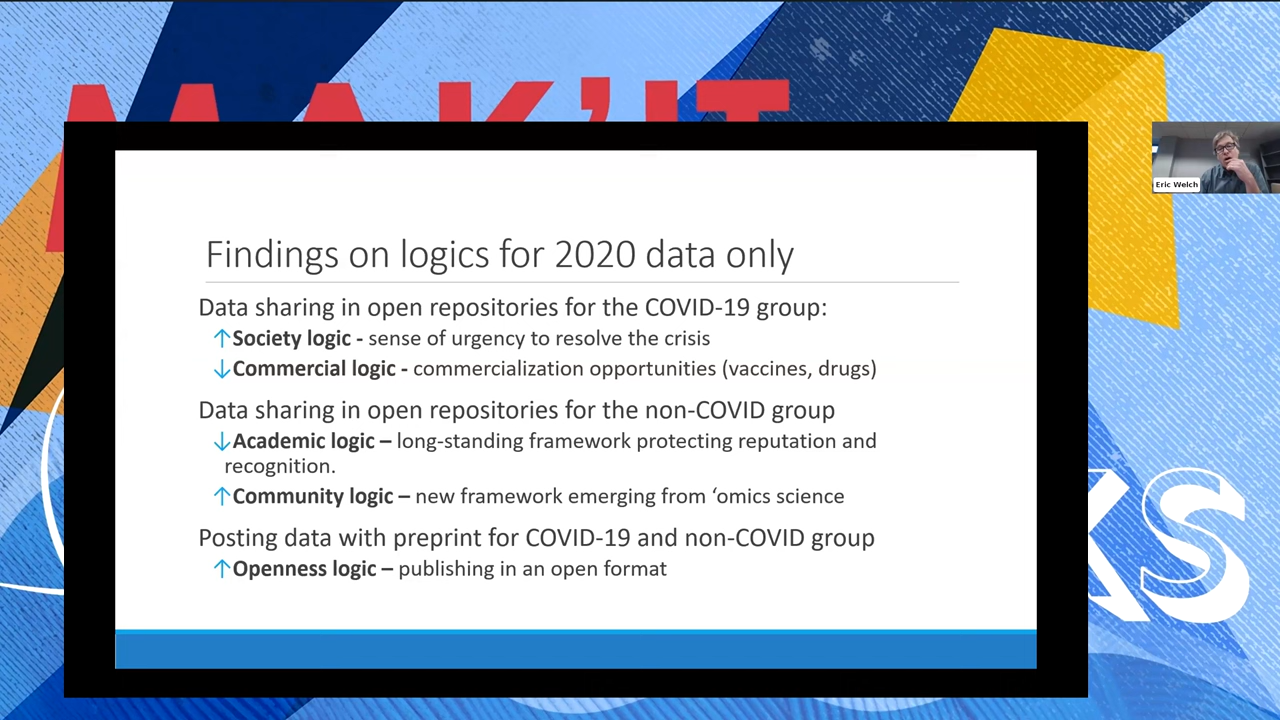 MAK'IT
Findings on logics for 2020 data only
Eric Welch
Data sharing in open repositories for the COVID-19 group:
↑Society logic - sense of urgency to resolve the crisis
↓Commercial logic - commercialization opportunities (vaccines, drugs)
Data sharing in open repositories for the non-COVID group
↓Academic logic – long-standing framework protecting reputation and
recognition.
↑Community logic – new framework emerging from ‘omics science
Posting data with preprint for COVID-19 and non-COVID group
↑Openness logic – publishing in an open format